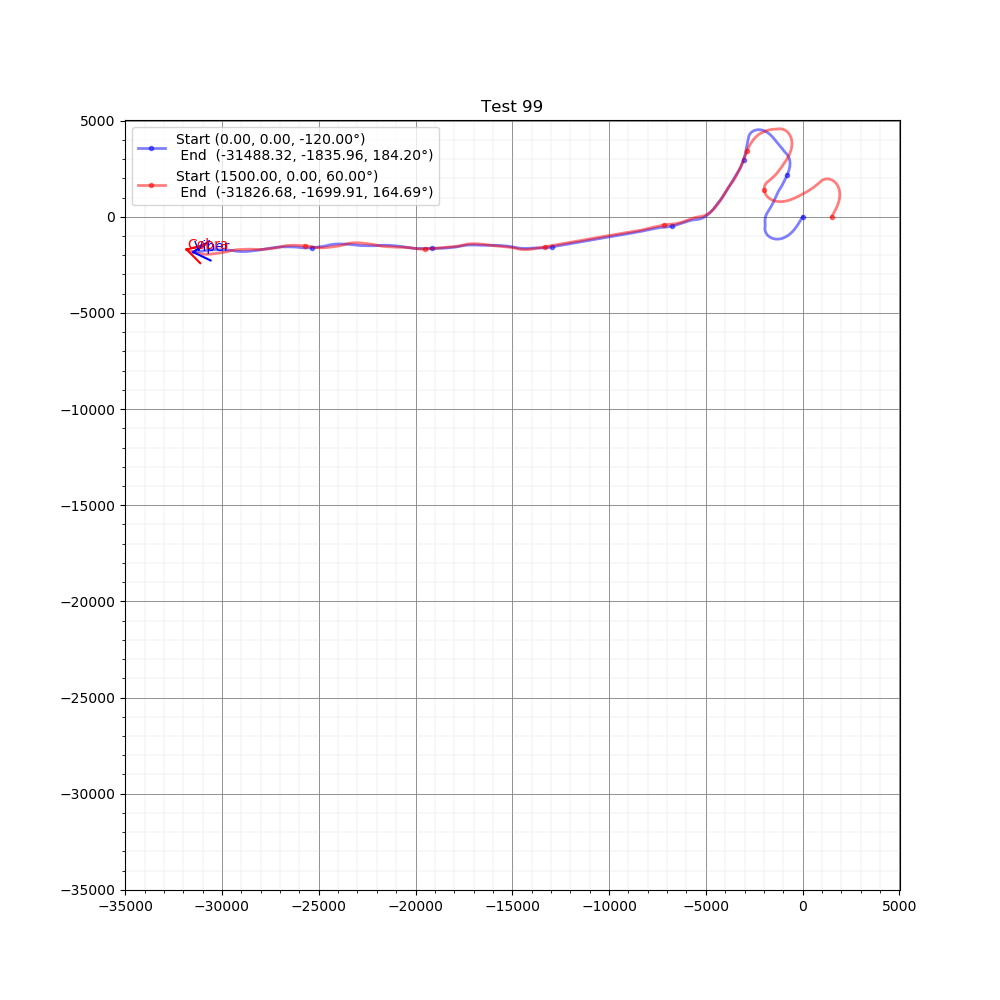 Test 99
5000
0
−5000
−10000
−15000
−20000
−25000
−30000
−35000
Start (0.00, 0.00, -120.00°)
End (-31488.32, -1835.96, 184.20°)
Start (1500.00, 0.00, 60.00°)
End (-31826.68, -1699.91, 164.69°)
Cobra
Viper
−35000 −30000 −25000 −20000 −15000 −10000 −5000 0 5000